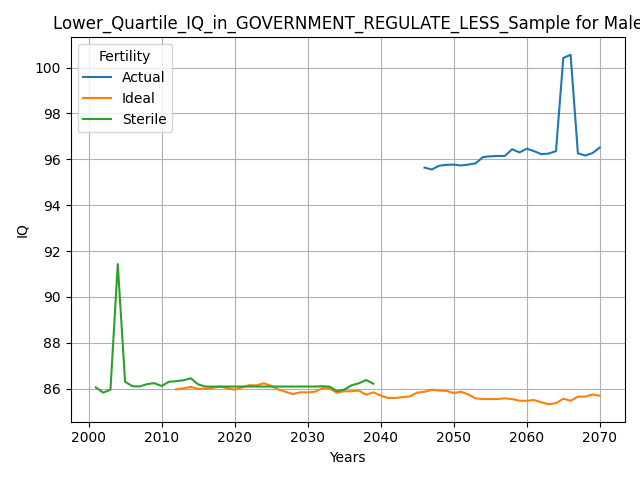 Lower_Quartile_IQ_in_GOVERNMENT_REGULATE_LESS_Sample for Male
Fertility
Actual
Ideal
Sterile
100
98
96
94
92
90
88
86
IQ
2000 2010 2020 2030 2040 2050 2060 2070
Years